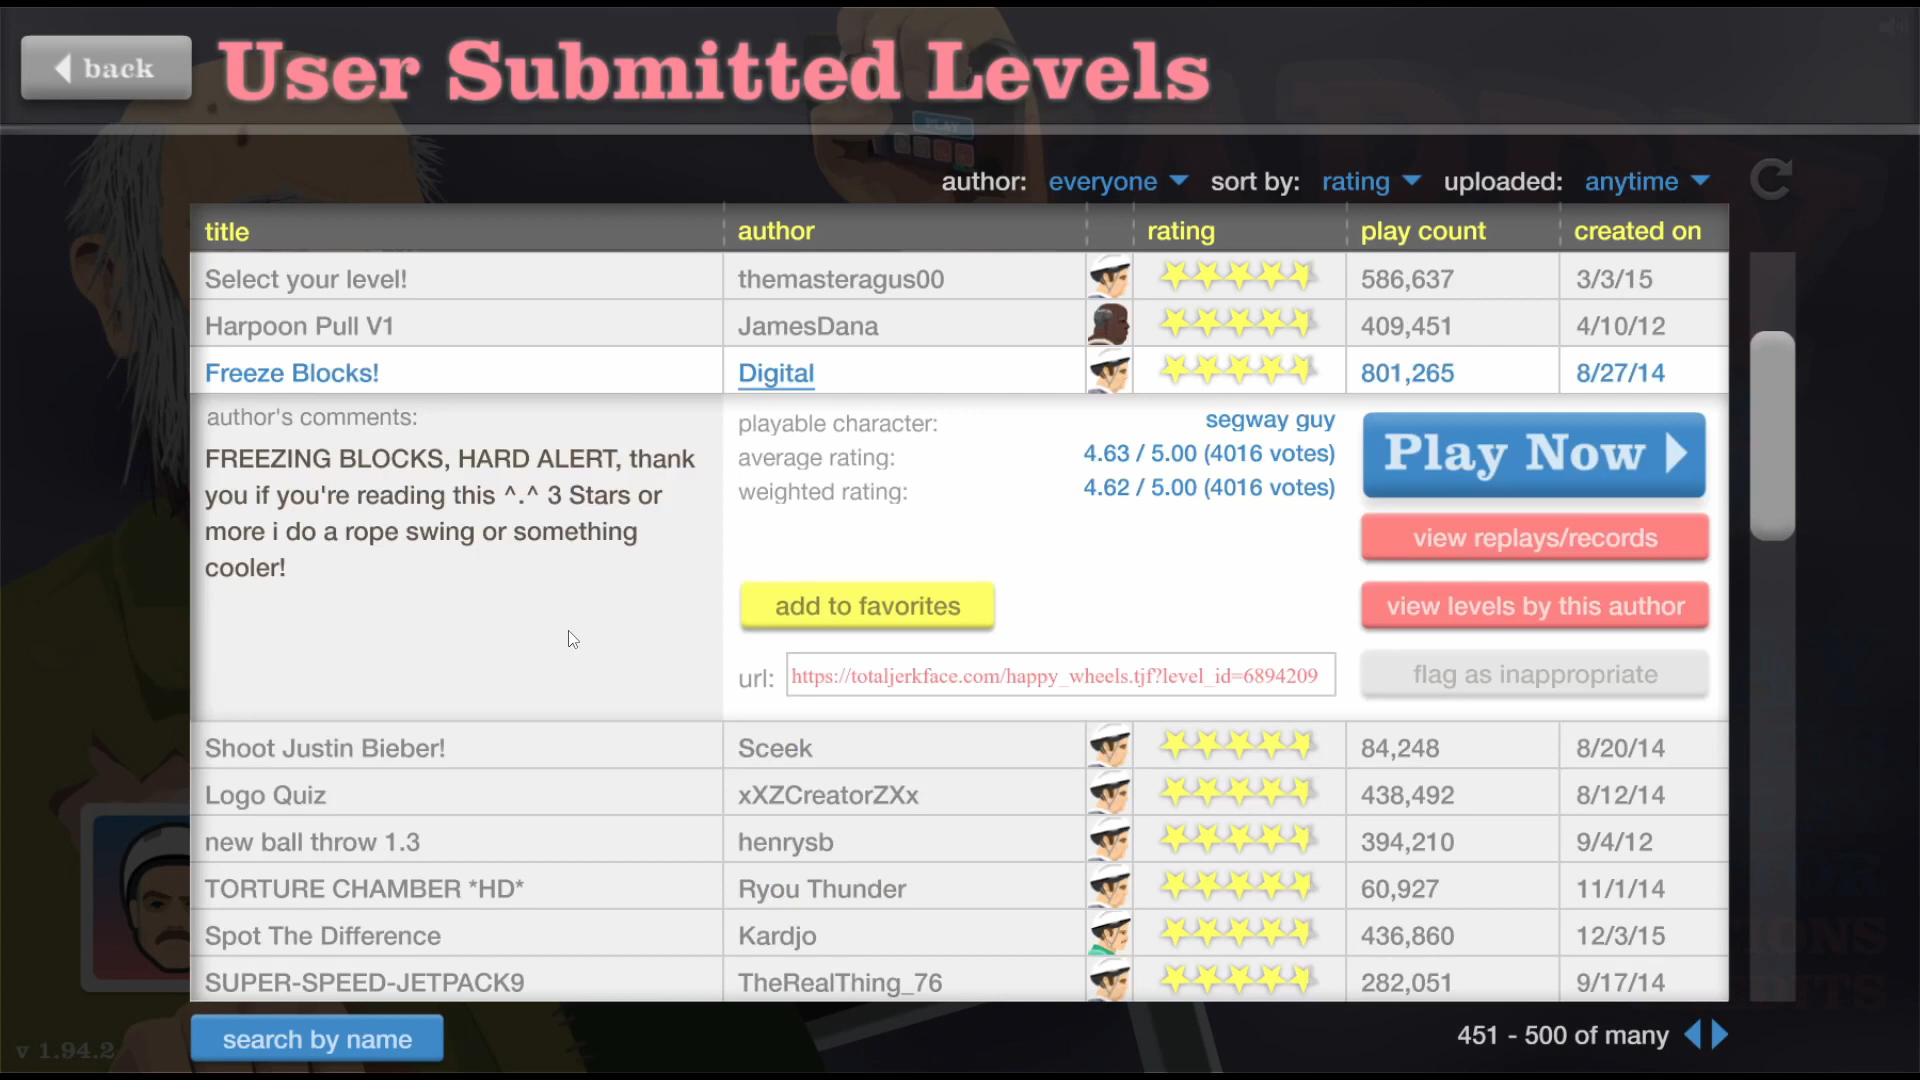 back
User Submitted Levels
PLAY
author: everyone sort by: rating uploaded: anytime
title author rating play count created on
Select your level! themasteragus00 586,637 3/3/15
Harpoon Pull V1 JamesDana 409,451 4/10/12
Freeze Blocks! Digital 801,265 8/27/14
author's comments:
FREEZING BLOCKS, HARD ALERT, thank
you if you're reading this ^.^ 3 Stars or
more i do a rope swing or something
cooler!
playable character: segway guy
average rating: 4.63 / 5.00 (4016 votes)
weighted rating: 4.62 / 5.00 (4016 votes)
add to favorites
url: https://totaljerkface.com/happy_wheels.tjf?level_id=6894209
Play Now
view replays/records
view levels by this author
flag as inappropriate
Shoot Justin Bieber! Sceek 84,248 8/20/14
Logo Quiz xXZCreatorZXx 438,492 8/12/14
new ball throw 1.3 henrysb 394,210 9/4/12
TORTURE CHAMBER *HD* Ryou Thunder 60,927 11/1/14
Spot The Difference Kardjo 436,860 12/3/15
SUPER-SPEED-JETPACK9 TheRealThing_76 282,051 9/17/14
search by name
451 - 500 of many
v 1.94.2